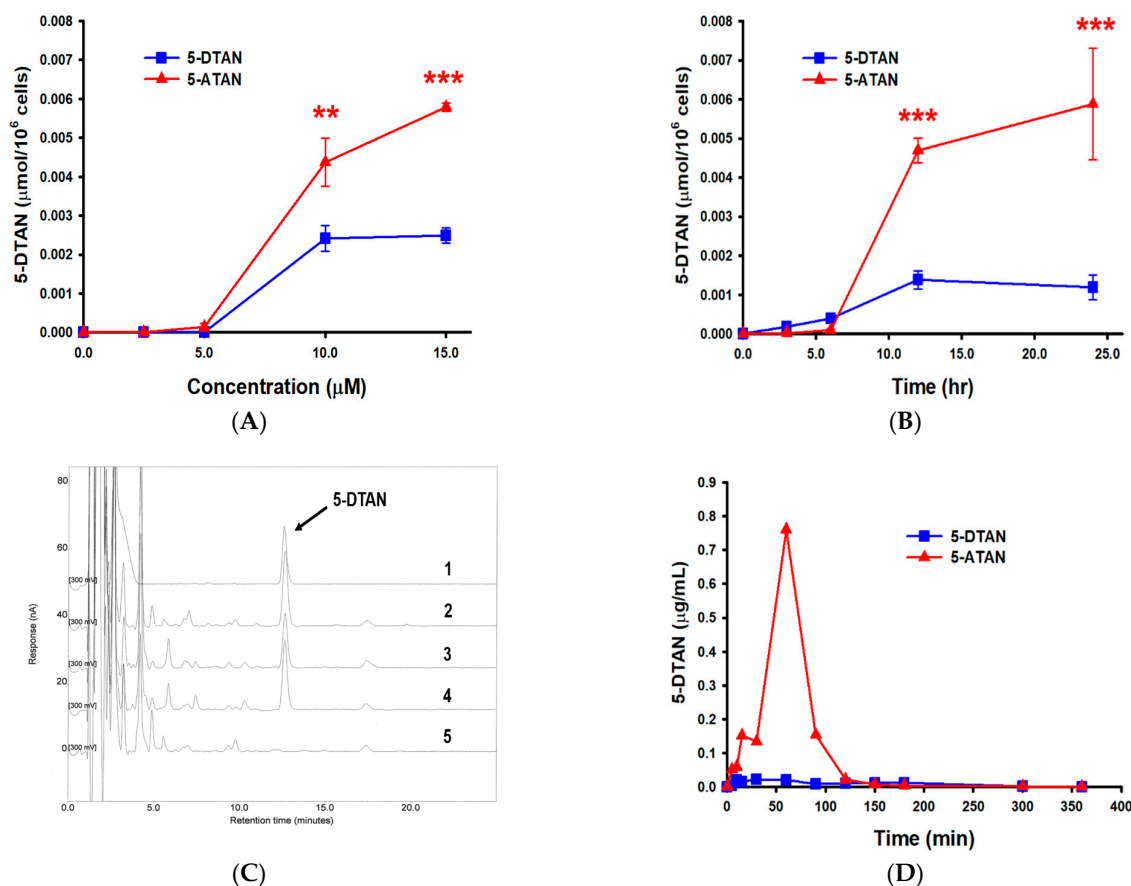 0.008
0.007
0.006
0.005
0.004
0.003
0.002
0.001
0.000
5-DTAN (μmol/10⁶ cells)
5-DTAN
5-ATAN
**
***
0.0
5.0
10.0
15.0
Concentration (μM)
(A)
0.008
0.007
0.006
0.005
0.004
0.003
0.002
0.001
0.000
5-DTAN (μmol/10⁶ cells)
5-DTAN
5-ATAN
***
***
0.0
5.0
10.0
15.0
20.0
25.0
Time (hr)
(B)
80
60
40
20
0
Response (nA)
5-DTAN
[300 mV]
1
[300 mV]
2
[300 mV]
3
[300 mV]
4
[300 mV]
5
0.0
5.0
10.0
15.0
20.0
Retention time (minutes)
(C)
0.9
0.8
0.7
0.6
0.5
0.4
0.3
0.2
0.1
0.0
5-DTAN (μg/mL)
5-DTAN
5-ATAN
0
50
100
150
200
250
300
350
400
Time (min)
(D)